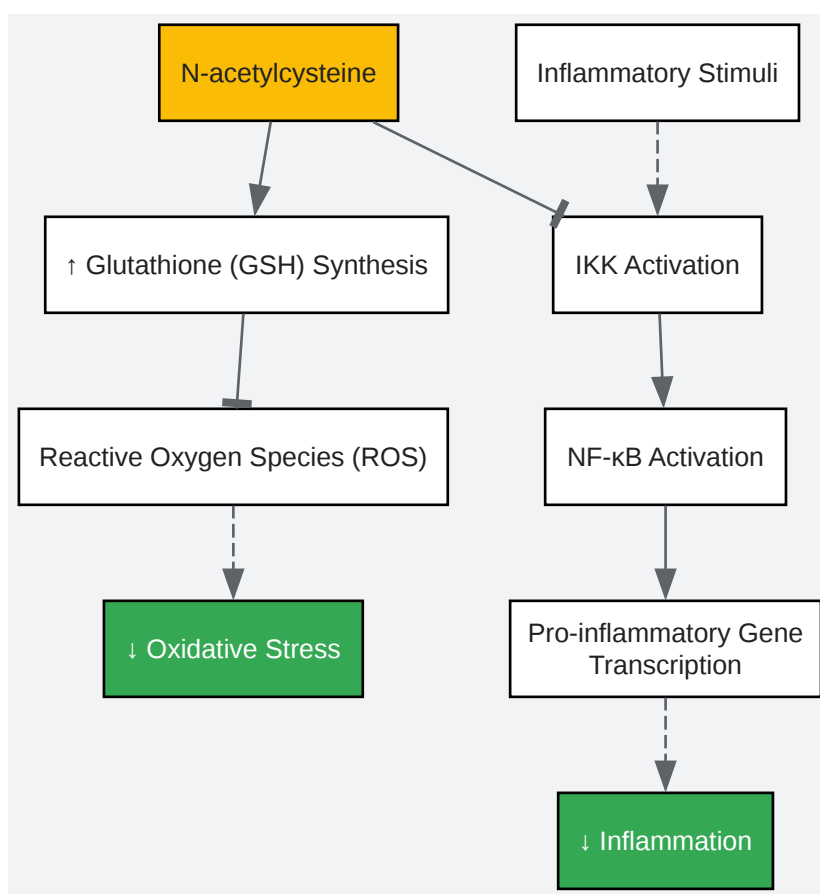 N-acetylcysteine
Inflammatory Stimuli
↑ Glutathione (GSH) Synthesis
IKK Activation
Reactive Oxygen Species (ROS)
NF-κB Activation
↓ Oxidative Stress
Pro-inflammatory Gene
Transcription
↓ Inflammation